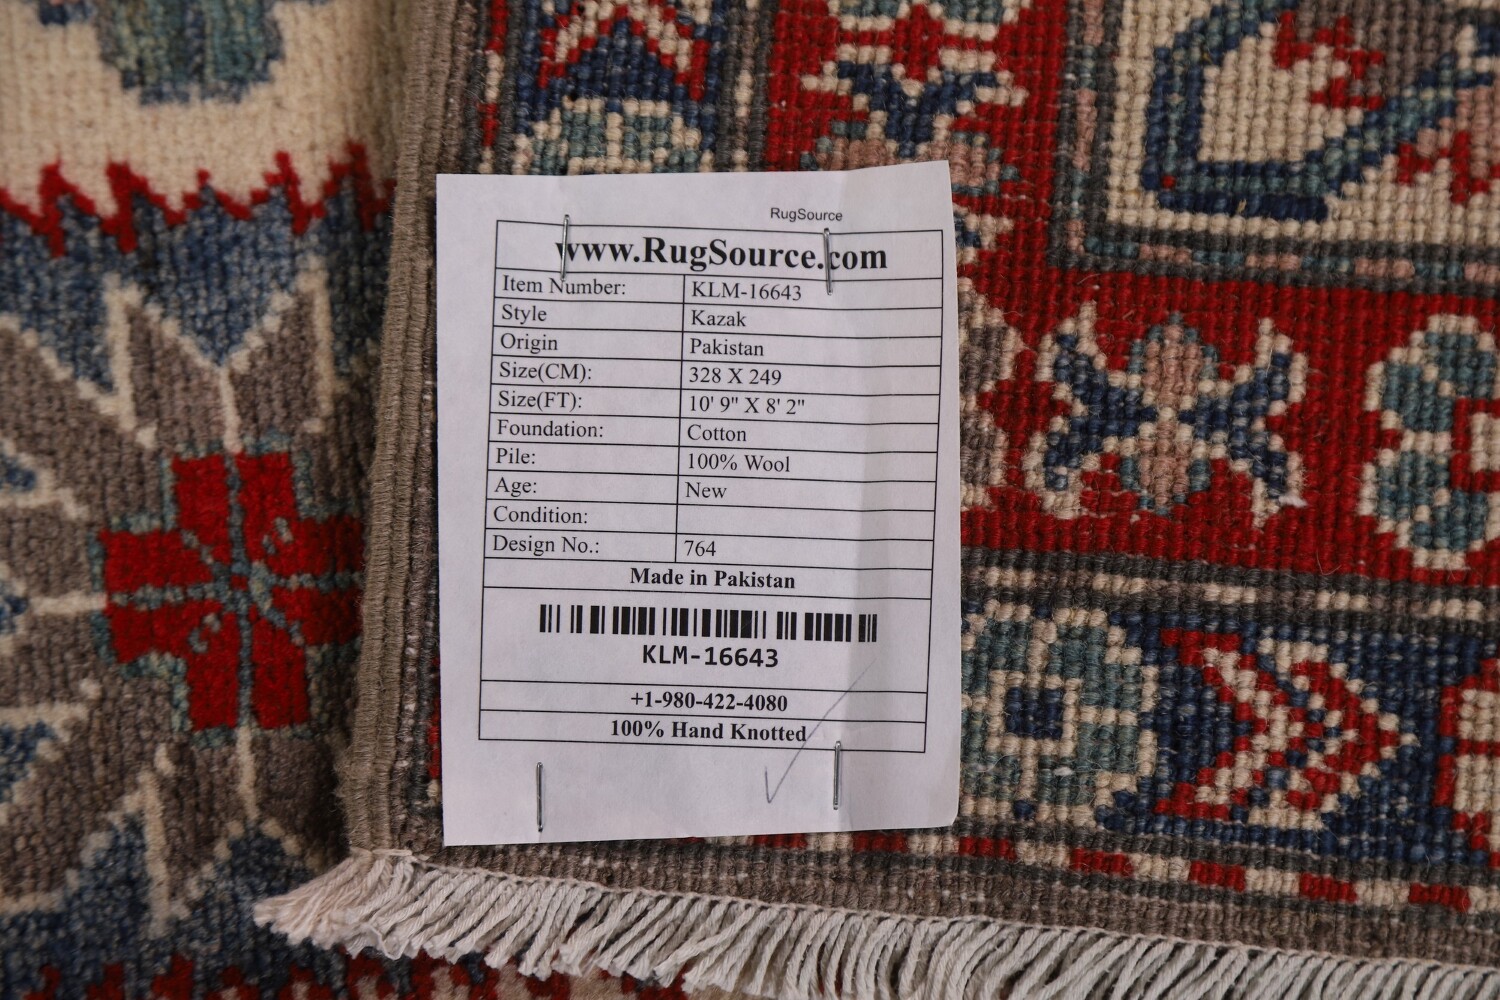 RugSource
www.RugSource.com
Item Number: KLM-16643
Style Kazak
Origin Pakistan
Size(CM): 328 X 249
Size(FT): 10' 9" X 8' 2"
Foundation: Cotton
Pile: 100% Wool
Age: New
Condition:
Design No.: 764
Made in Pakistan
KLM-16643
+1-980-422-4080
100% Hand Knotted